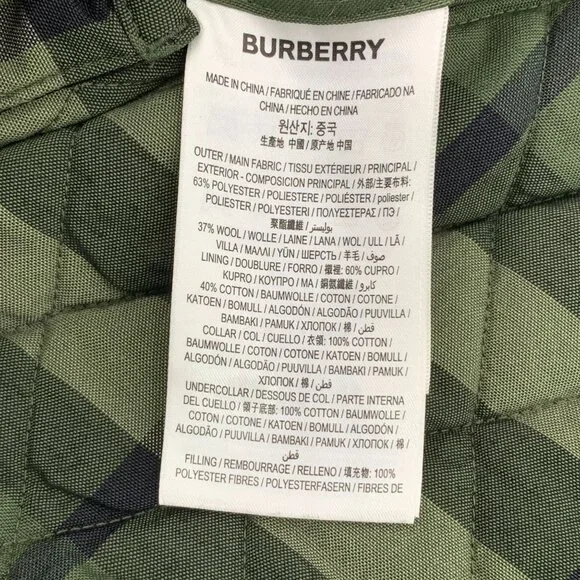 BURBERRY
MADE IN CHINA / FABRIQUÉ EN CHINE / FABRICADO NA
CHINA / HECHO EN CHINA
원산지: 중국
生產地 中國 / 原产地 中国
OUTER / MAIN FABRIC / TISSU EXTÉRIEUR / PRINCIPAL /
EXTERIOR - COMPOSICION PRINCIPAL / 外部/主要布料:
63% POLYESTER / POLIESTERE / POLIÉSTER / poliester /
POLIESTER / POLYESTERI / ΠΟΛΥΕΣΤΕΡΑΣ / ПЭ /
聚酯纖維 / بوليستر
37% WOOL / WOLLE / LAINE / LANA / WOL / ULL / LÃ /
VILLA / ΜΑΛΛΙ / YÜN / ШЕРСТЬ / 羊毛 / صوف
LINING / DOUBLURE / FORRO / 襯裡: 60% CUPRO /
KUPRO / ΚΟΥΠΡΟ / МА / 銅氨纖維 / كابرو
40% COTTON / BAUMWOLLE / COTON / COTONE /
KATOEN / BOMULL / ALGODÓN / ALGODÃO / PUUVILLA /
BAMBAKI / PAMUK / ХЛОПОК / 棉 / قطن
COLLAR / COL / CUELLO / 衣領: 100% COTTON /
BAUMWOLLE / COTON / COTONE / KATOEN / BOMULL /
ALGODÓN / ALGODÃO / PUUVILLA / BAMBAKI / PAMUK /
ХЛОПОК / 棉 / قطن
UNDERCOLLAR / DESSOUS DE COL / PARTE INTERNA
DEL CUELLO / 領子底部: 100% COTTON / BAUMWOLLE /
COTON / COTONE / KATOEN / BOMULL / ALGODÓN /
ALGODÃO / PUUVILLA / BAMBAKI / PAMUK / ХЛОПОК / 棉 /
قطن
FILLING / REMBOURRAGE / RELLENO / 填充物: 100%
POLYESTER FIBRES / POLYESTERFASERN / FIBRES DE